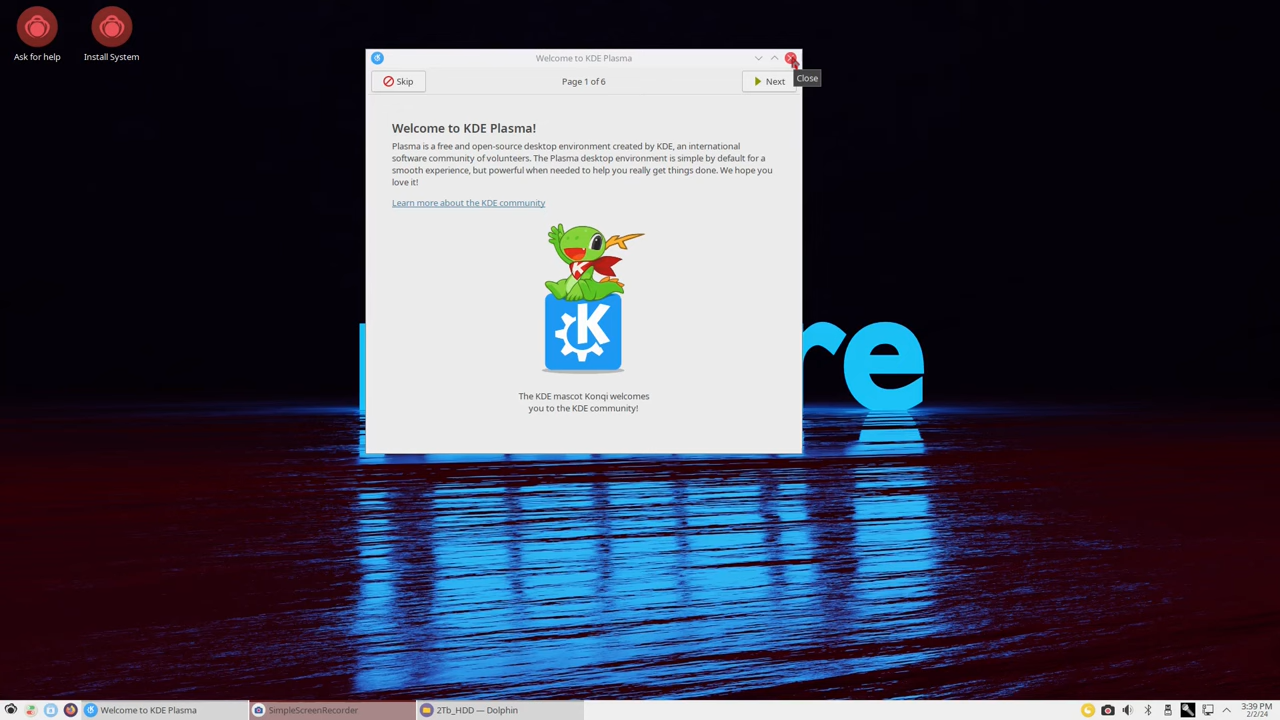 Ask for help
Install System
Welcome to KDE Plasma
Skip
Page 1 of 6
Next
Close
Welcome to KDE Plasma!
Plasma is a free and open-source desktop environment created by KDE, an international
software community of volunteers. The Plasma desktop environment is simple by default for a
smooth experience, but powerful when needed to help you really get things done. We hope you
love it!
Learn more about the KDE community
K
K
The KDE mascot Konqi welcomes
you to the KDE community!
re
Welcome to KDE Plasma
SimpleScreenRecorder
2Tb_HDD — Dolphin
3:39 PM
2/2/24